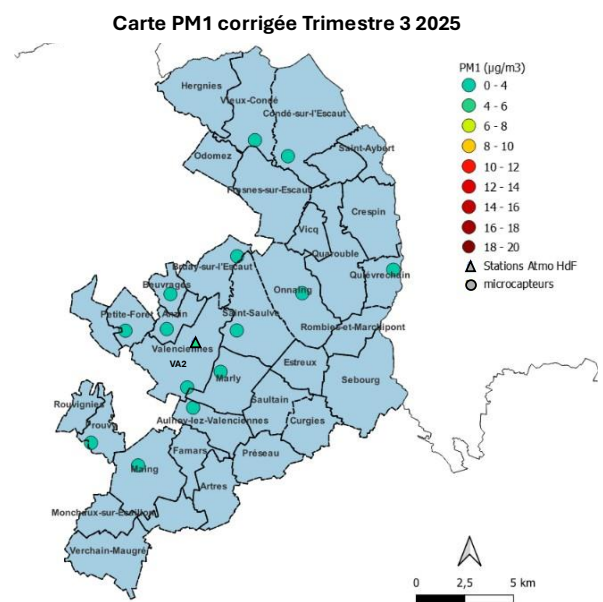 Carte PM1 corrigée Trimestre 3 2025
PM1 (µg/m3)
0 - 4
4 - 6
6 - 8
8 - 10
10 - 12
12 - 14
14 - 16
16 - 18
18 - 20
Stations Atmo HdF
microcapteurs
Hergnies
Vieux-Condé
Condé-sur-l'Escaut
Saint-Aybert
Odomez
Fresnes-sur-Escaut
Crespin
Vicq
Quarouble
Quiévrechain
Bruay-sur-l'Escaut
Beuvrages
Onnaing
Petite-Foret
Anzin
Saint-Saulve
Rombies-et-Marchipont
Valenciennes
VA2
Estreux
Marly
Sebourg
Saultain
Rouvignies
Prouvy
Aulnoy-lez-Valenciennes
Curgies
Famars
Préseau
Maing
Artres
Monchaux-sur-Ecaillon
Verchain-Maugré
0
2,5
5 km